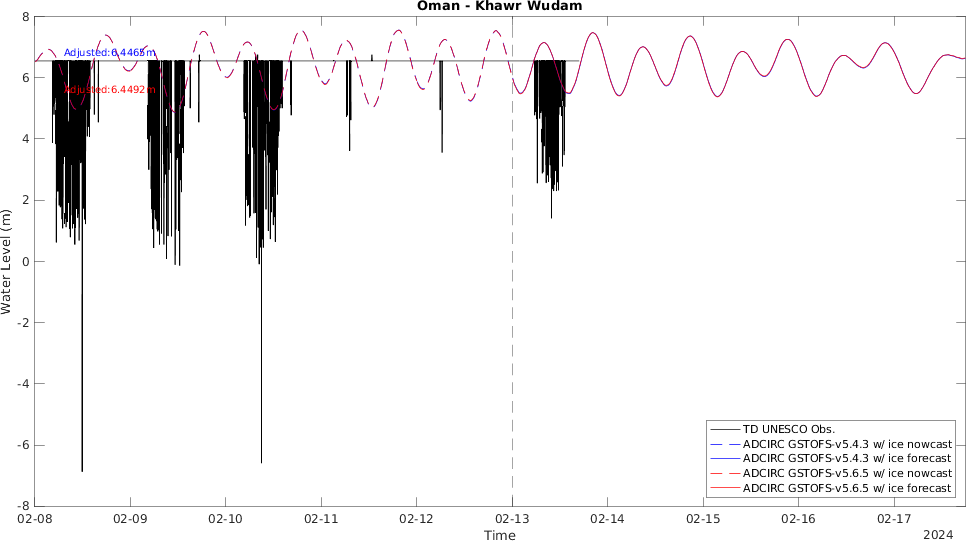 Oman - Khawr Wudam
8
6
4
2
0
-2
-4
-6
-8
Water Level (m)
Adjusted:6.4465m
Adjusted:6.4492m
TD UNESCO Obs.
ADCIRC GSTOFS-v5.4.3 w/ ice nowcast
ADCIRC GSTOFS-v5.4.3 w/ ice forecast
ADCIRC GSTOFS-v5.6.5 w/ ice nowcast
ADCIRC GSTOFS-v5.6.5 w/ ice forecast
02-08 02-09 02-10 02-11 02-12 02-13 02-14 02-15 02-16 02-17
Time
2024